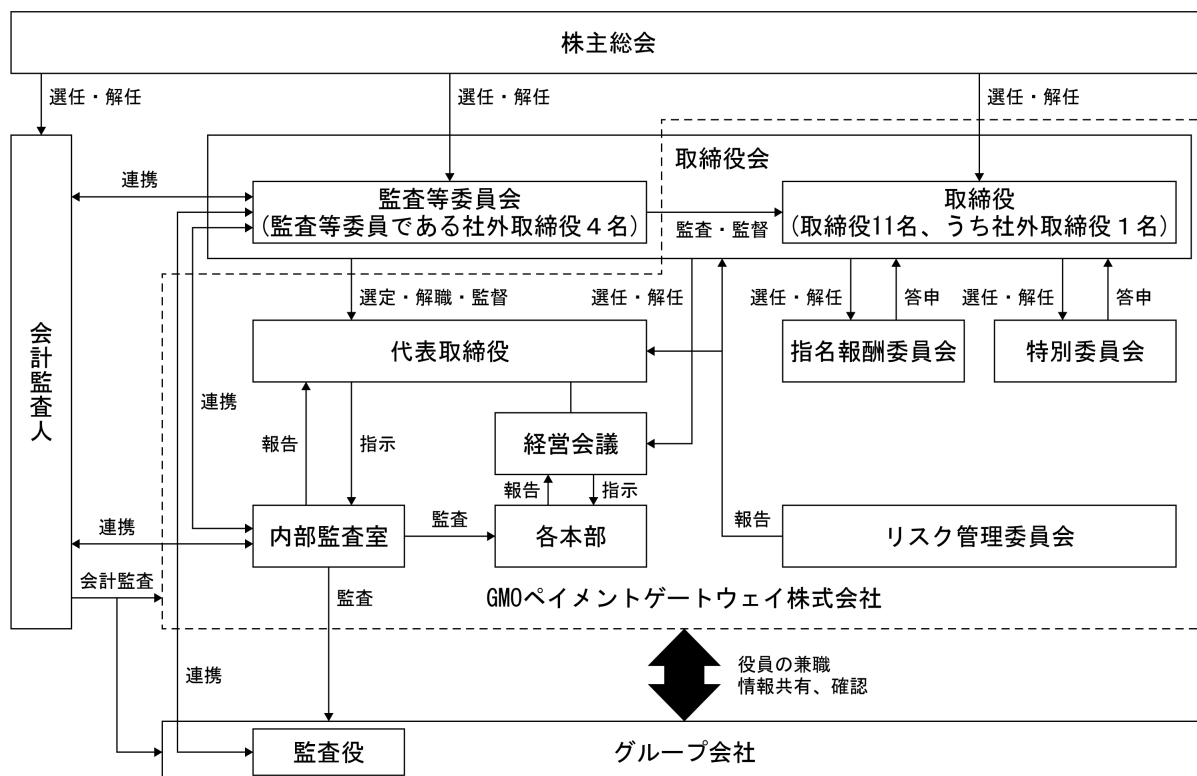 株主総会
選任・解任
選任・解任
選任・解任
取締役会
連携
監査等委員会
(監査等委員である社外取締役４名)
監査・監督
取締役
(取締役11名、うち社外取締役１名)
選定・解職・監督
選任・解任
選任・解任
答申
選任・解任
答申
会計監査人
代表取締役
指名報酬委員会
特別委員会
連携
報告
指示
経営会議
報告
指示
連携
内部監査室
監査
各本部
報告
リスク管理委員会
会計監査
監査
GMOペイメントゲートウェイ株式会社
連携
役員の兼職
情報共有、確認
監査役
グループ会社